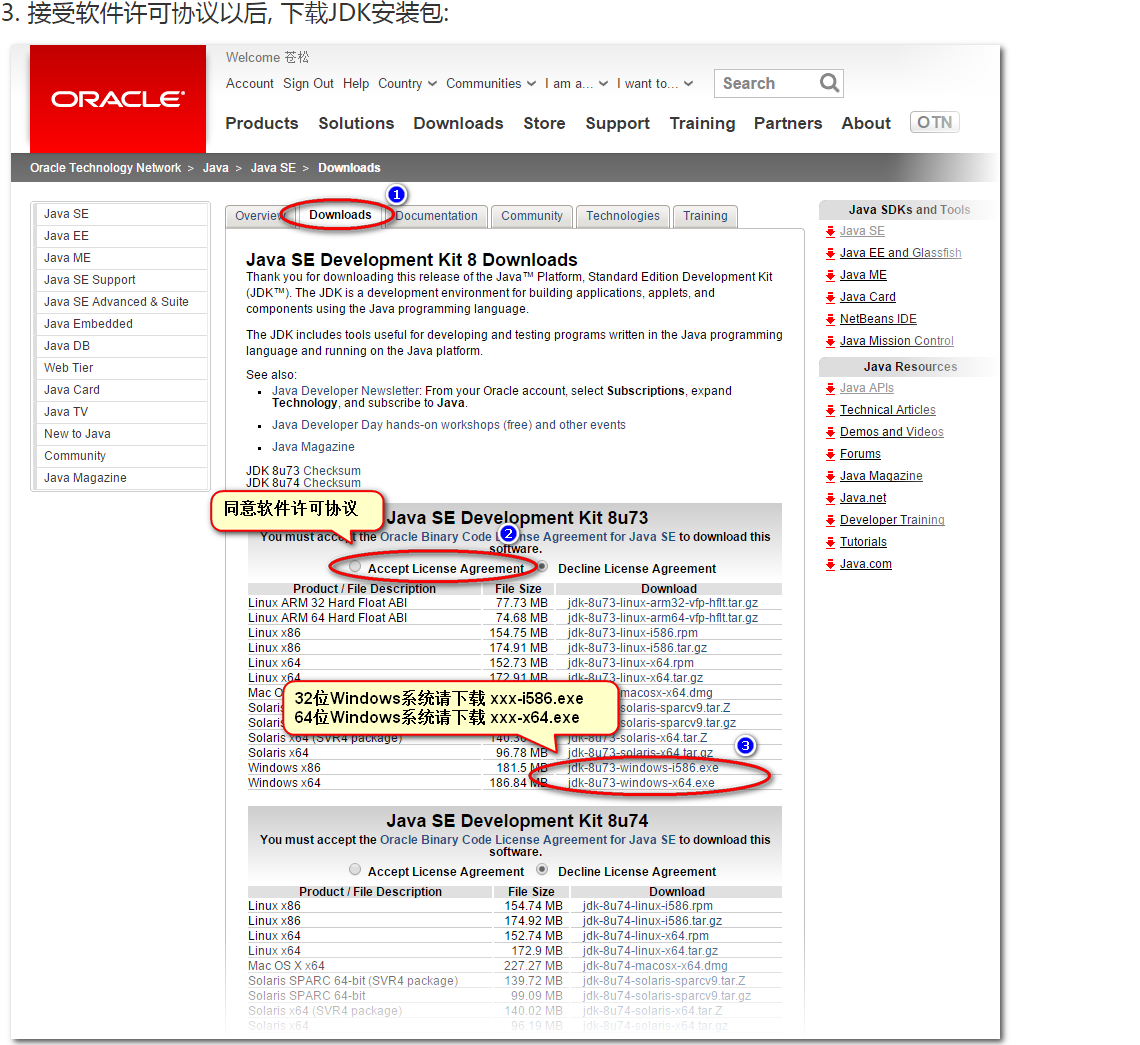 3. 接受软件许可协议以后, 下载JDK安装包:
ORACLE
Welcome 苍松
Account Sign Out Help Country Communities I am a... I want to... Search
Products Solutions Downloads Store Support Training Partners About OTN
Oracle Technology Network > Java > Java SE > Downloads
Java SE
Java EE
Java ME
Java SE Support
Java SE Advanced & Suite
Java Embedded
Java DB
Web Tier
Java Card
Java TV
New to Java
Community
Java Magazine
1
Overview Downloads Documentation Community Technologies Training
Java SE Development Kit 8 Downloads
Thank you for downloading this release of the Java™ Platform, Standard Edition Development Kit
(JDK™). The JDK is a development environment for building applications, applets, and
components using the Java programming language.
The JDK includes tools useful for developing and testing programs written in the Java programming
language and running on the Java platform.
See also:
Java Developer Newsletter: From your Oracle account, select Subscriptions, expand
Technology, and subscribe to Java.
Java Developer Day hands-on workshops (free) and other events
Java Magazine
JDK 8u73 Checksum
JDK 8u74 Checksum
同意软件许可协议
Java SE Development Kit 8u73
2
You must accept the Oracle Binary Code License Agreement for Java SE to download this
software.
Accept License Agreement Decline License Agreement
Product / File Description File Size Download
Linux ARM 32 Hard Float ABI 77.73 MB jdk-8u73-linux-arm32-vfp-hflt.tar.gz
Linux ARM 64 Hard Float ABI 74.68 MB jdk-8u73-linux-arm64-vfp-hflt.tar.gz
Linux x86 154.75 MB jdk-8u73-linux-i586.rpm
Linux x86 174.91 MB jdk-8u73-linux-i586.tar.gz
Linux x64 152.73 MB jdk-8u73-linux-x64.rpm
Linux x64 172.91 MB jdk-8u73-linux-x64.tar.gz
Mac O macosx-x64.dmg
Solaris solaris-sparcv9.tar.Z
Solaris solaris-sparcv9.tar.gz
32位Windows系统请下载 xxx-i586.exe
64位Windows系统请下载 xxx-x64.exe
Solaris x64 (SVR4 package) 140.36 MB jdk-8u73-solaris-x64.tar.Z
Solaris x64 96.78 MB jdk-8u73-solaris-x64.tar.gz
3
Windows x86 181.5 MB jdk-8u73-windows-i586.exe
Windows x64 186.84 MB jdk-8u73-windows-x64.exe
Java SE Development Kit 8u74
You must accept the Oracle Binary Code License Agreement for Java SE to download this
software.
Accept License Agreement Decline License Agreement
Product / File Description File Size Download
Linux x86 154.74 MB jdk-8u74-linux-i586.rpm
Linux x86 174.92 MB jdk-8u74-linux-i586.tar.gz
Linux x64 152.74 MB jdk-8u74-linux-x64.rpm
Linux x64 172.9 MB jdk-8u74-linux-x64.tar.gz
Mac OS X x64 227.27 MB jdk-8u74-macosx-x64.dmg
Solaris SPARC 64-bit (SVR4 package) 139.72 MB jdk-8u74-solaris-sparcv9.tar.Z
Solaris SPARC 64-bit 99.09 MB jdk-8u74-solaris-sparcv9.tar.gz
Solaris x64 (SVR4 package) 140.02 MB jdk-8u74-solaris-x64.tar.Z
Solaris x64 96.19 MB jdk-8u74-solaris-x64.tar.gz
Java SDKs and Tools
Java SE
Java EE and Glassfish
Java ME
Java Card
NetBeans IDE
Java Mission Control
Java Resources
Java APIs
Technical Articles
Demos and Videos
Forums
Java Magazine
Java.net
Developer Training
Tutorials
Java.com